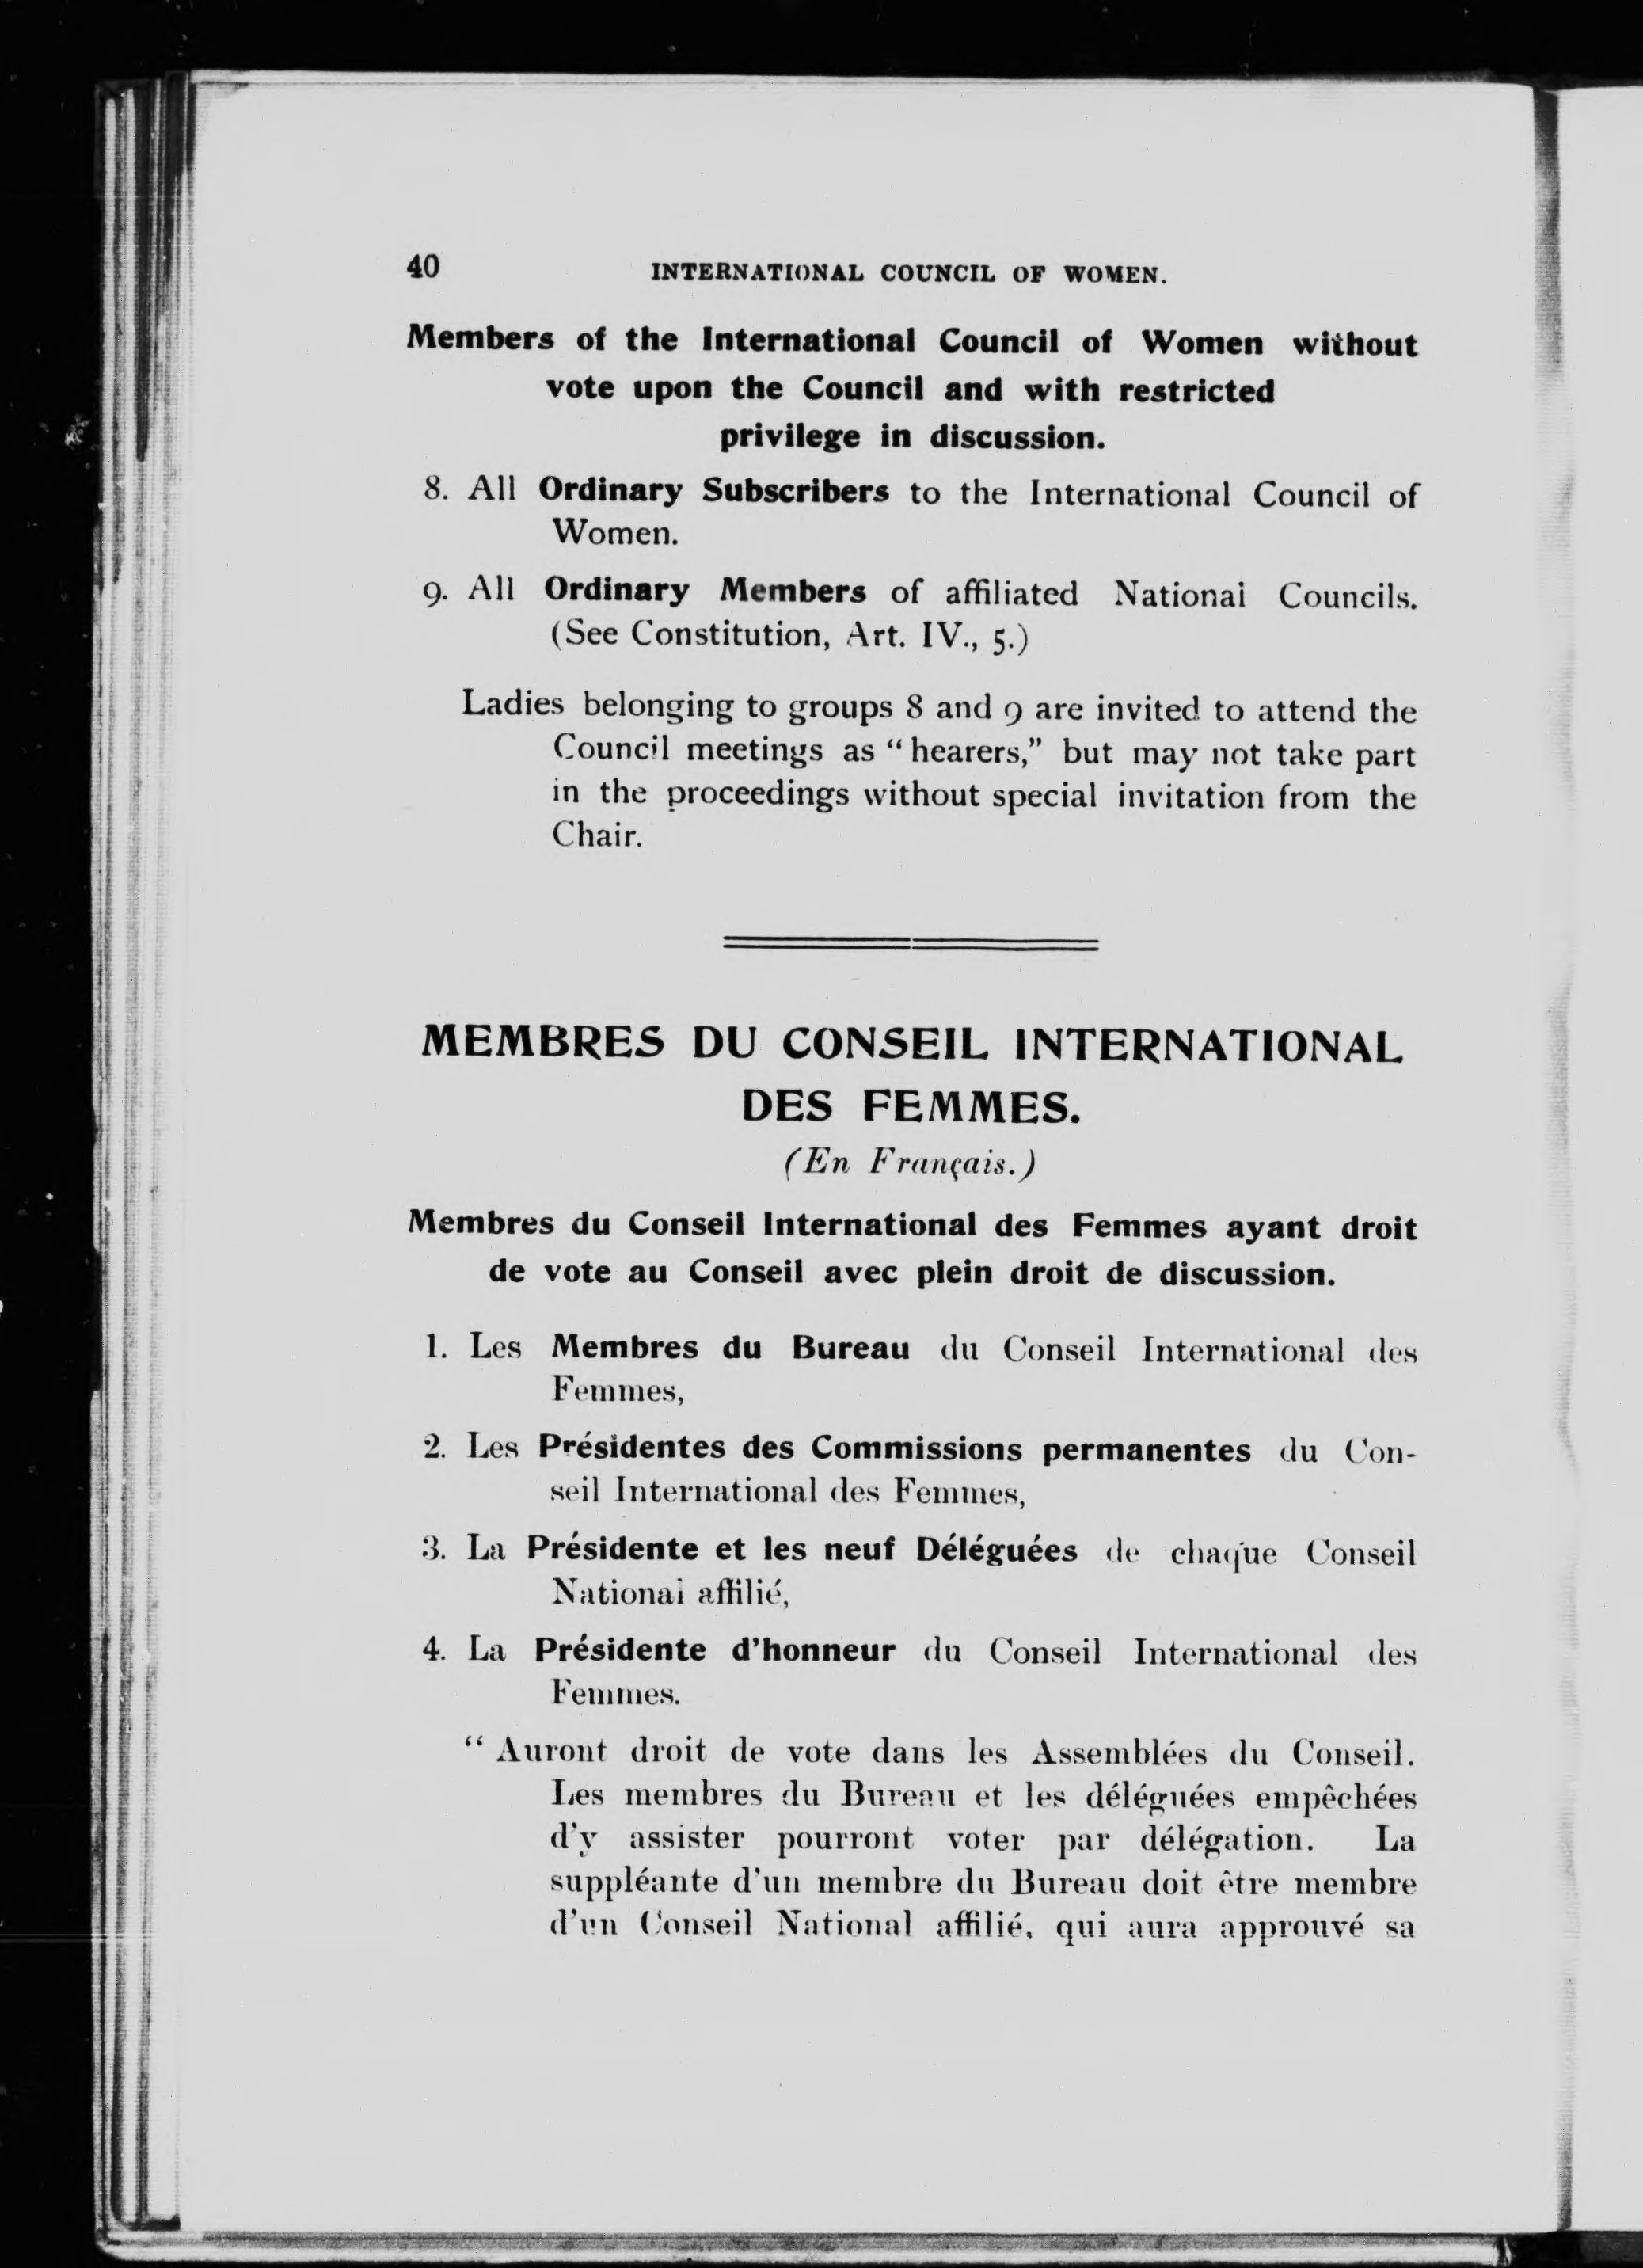 40 INTERNATIONAL COUNCIL OF WOMEN.
Members of the International Council of Women without
vote upon the Council and with restricted
privilege in discussion.
8. All Ordinary Subscribers to the International Council of
Women.
9. All Ordinary Members of affiliated National Councils.
(See Constitution, Art. IV., 5.)
Ladies belonging to groups 8 and 9 are invited to attend the
Council meetings as “hearers,” but may not take part
in the proceedings without special invitation from the
Chair.
MEMBRES DU CONSEIL INTERNATIONAL
DES FEMMES.
(En Français.)
Membres du Conseil International des Femmes ayant droit
de vote au Conseil avec plein droit de discussion.
1. Les Membres du Bureau du Conseil International des
Femmes,
2. Les Présidentes des Commissions permanentes du Con-
seil International des Femmes,
3. La Présidente et les neuf Déléguées de chaque Conseil
National affilié,
4. La Présidente d’honneur du Conseil International des
Femmes.
“ Auront droit de vote dans les Assemblées du Conseil.
Les membres du Bureau et les déléguées empêchées
d’y assister pourront voter par délégation. La
suppléante d’un membre du Bureau doit être membre
d’un Conseil National affilié, qui aura approuvé sa